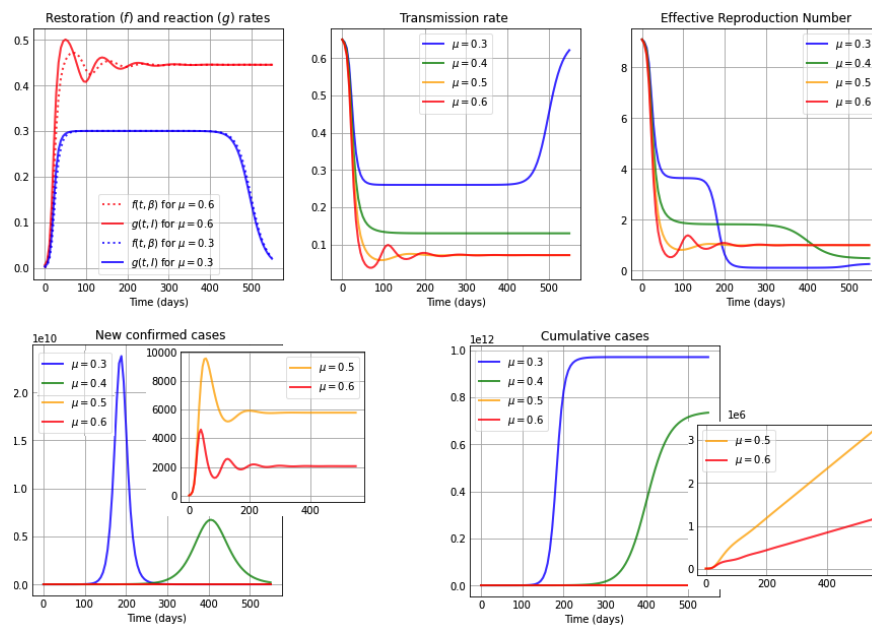 Restoration (f) and reaction (g) rates
0.5
0.4
0.3
0.2
0.1
0.0
f(t, β) for μ = 0.6
g(t, I) for μ = 0.6
f(t, β) for μ = 0.3
g(t, I) for μ = 0.3
0 100 200 300 400 500
Time (days)
Transmission rate
0.6
0.5
0.4
0.3
0.2
0.1
μ = 0.3
μ = 0.4
μ = 0.5
μ = 0.6
0 100 200 300 400 500
Time (days)
Effective Reproduction Number
8
6
4
2
0
μ = 0.3
μ = 0.4
μ = 0.5
μ = 0.6
0 100 200 300 400 500
Time (days)
New confirmed cases
1e10
2.0
1.5
1.0
0.5
0.0
μ = 0.3
μ = 0.4
μ = 0.5
μ = 0.6
0 100 200 300 400 500
Time (days)
10000
8000
6000
4000
2000
0
μ = 0.5
μ = 0.6
0 200 400
Cumulative cases
1e12
1.0
0.8
0.6
0.4
0.2
0.0
μ = 0.3
μ = 0.4
μ = 0.5
μ = 0.6
0 100 200 300 400 500
Time (days)
1e6
3
2
1
0
μ = 0.5
μ = 0.6
0 200 400